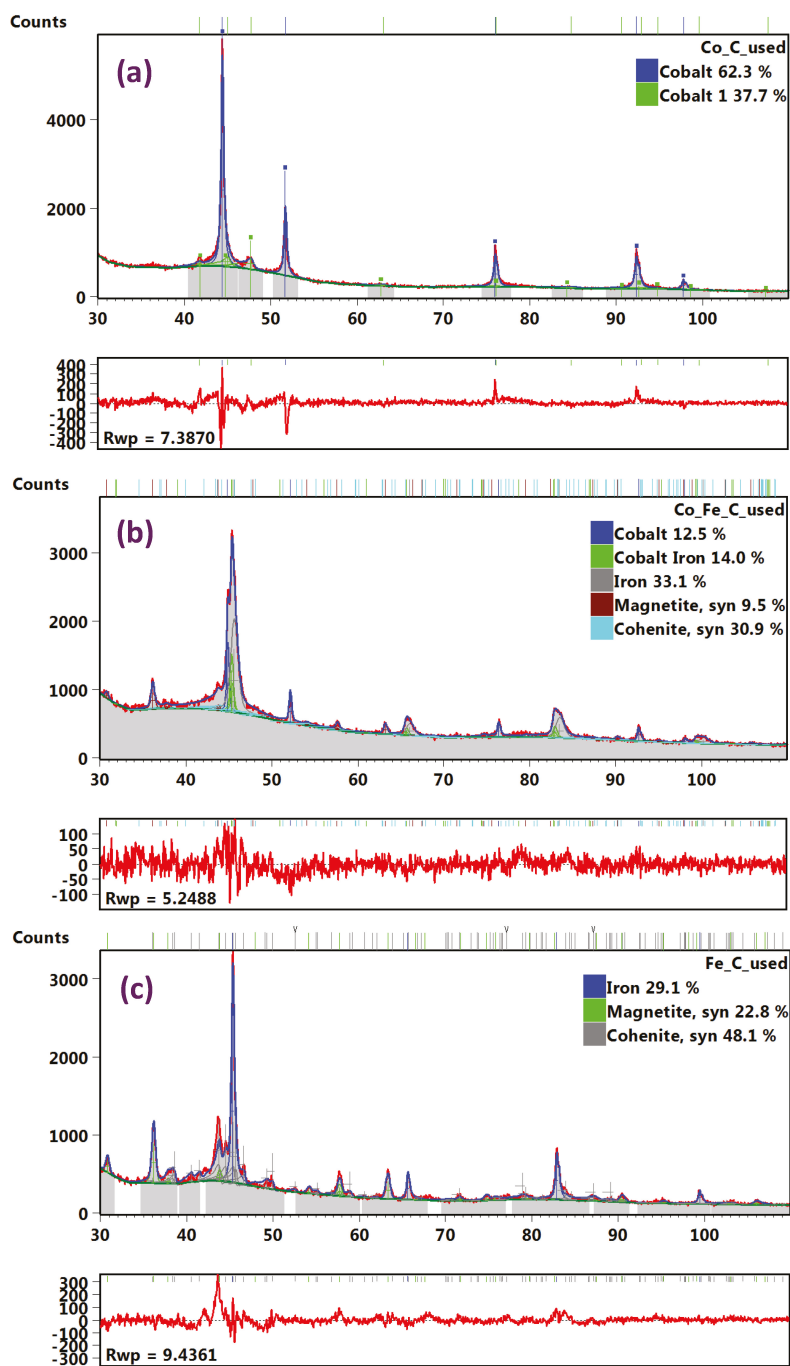 Counts
(a)
Co_C_used
Cobalt 62.3 %
Cobalt 1 37.7 %
4000
2000
0
30 40 50 60 70 80 90 100
400
300
200
100
0
-100
-200
-300
-400
Rwp = 7.3870
Counts
(b)
Co_Fe_C_used
Cobalt 12.5 %
Cobalt Iron 14.0 %
Iron 33.1 %
Magnetite, syn 9.5 %
Cohenite, syn 30.9 %
3000
2000
1000
0
30 40 50 60 70 80 90 100
100
50
0
-50
-100
Rwp = 5.2488
Counts
(c)
Fe_C_used
Iron 29.1 %
Magnetite, syn 22.8 %
Cohenite, syn 48.1 %
3000
2000
1000
0
30 40 50 60 70 80 90 100
300
200
100
0
-100
-200
-300
Rwp = 9.4361